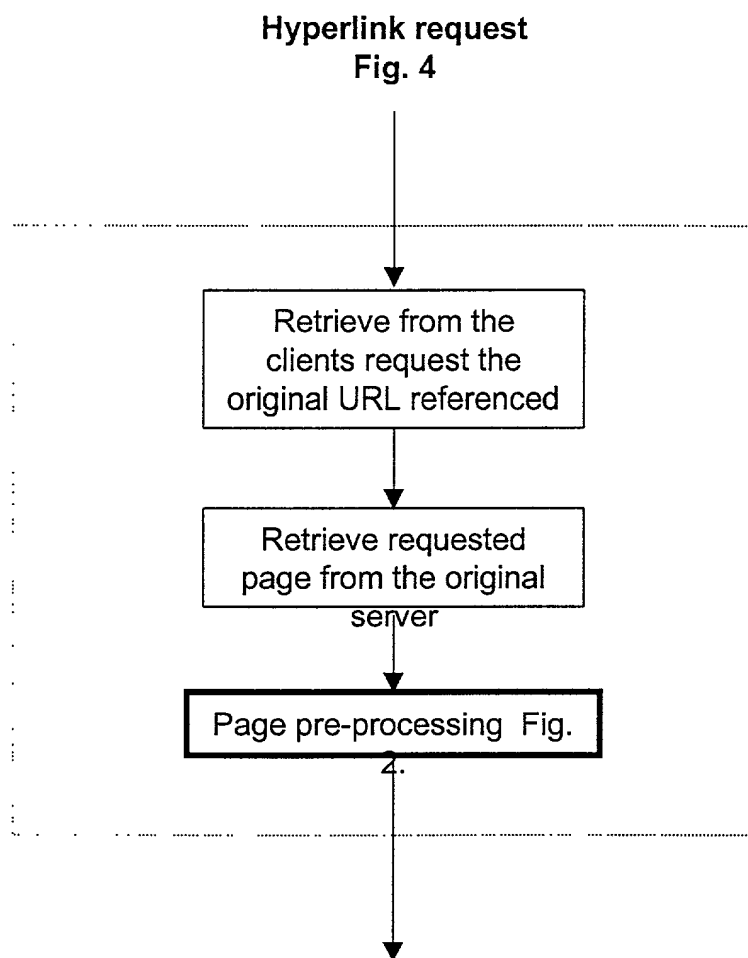 Hyperlink request
Fig. 4
Retrieve from the
clients request the
original URL referenced
Retrieve requested
page from the original
server
Page pre-processing Fig.
2.